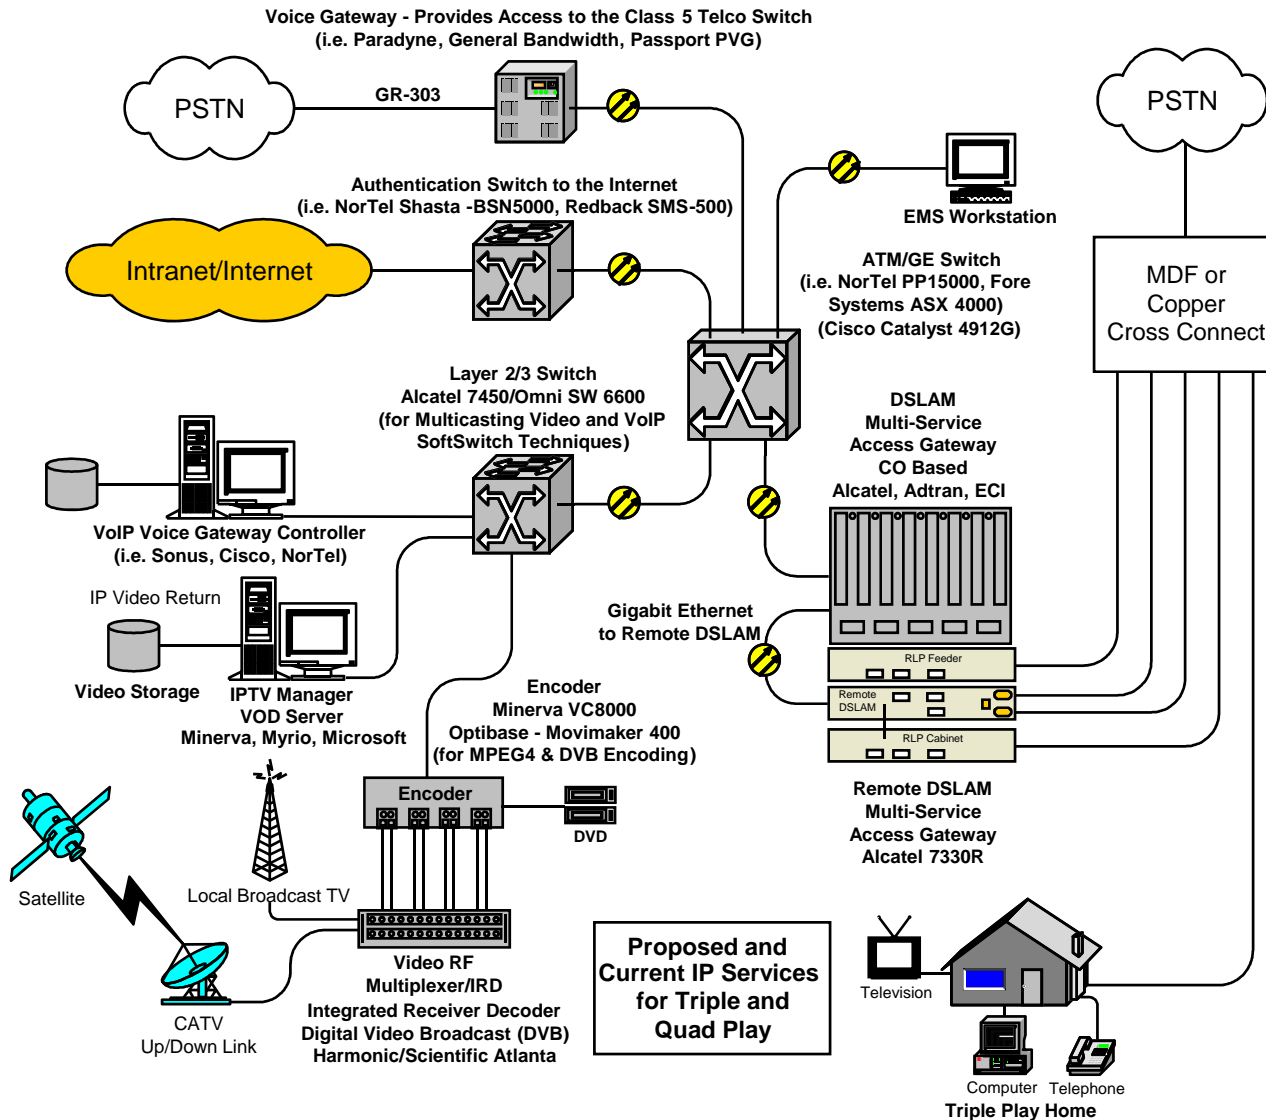 Voice Gateway - Provides Access to the Class 5 Telco Switch
(i.e. Paradyne, General Bandwidth, Passport PVG)
PSTN
GR-303
PSTN
Authentication Switch to the Internet
(i.e. NorTel Shasta -BSN5000, Redback SMS-500)
EMS Workstation
Intranet/Internet
ATM/GE Switch
(i.e. NorTel PP15000, Fore
Systems ASX 4000)
(Cisco Catalyst 4912G)
MDF or
Copper
Cross Connect
Layer 2/3 Switch
Alcatel 7450/Omni SW 6600
(for Multicasting Video and VoIP
SoftSwitch Techniques)
DSLAM
Multi-Service
Access Gateway
CO Based
Alcatel, Adtran, ECI
VoIP Voice Gateway Controller
(i.e. Sonus, Cisco, NorTel)
IP Video Return
Video Storage
IPTV Manager
VOD Server
Minerva, Myrio, Microsoft
Gigabit Ethernet
to Remote DSLAM
RLP Feeder
Remote
DSLAM
RLP Cabinet
Encoder
Minerva VC8000
Optibase - Movimaker 400
(for MPEG4 & DVB Encoding)
Encoder
DVD
Remote DSLAM
Multi-Service
Access Gateway
Alcatel 7330R
Satellite
Local Broadcast TV
CATV
Up/Down Link
Video RF
Multiplexer/IRD
Integrated Receiver Decoder
Digital Video Broadcast (DVB)
Harmonic/Scientific Atlanta
Proposed and
Current IP Services
for Triple and
Quad Play
Television
Computer
Telephone
Triple Play Home